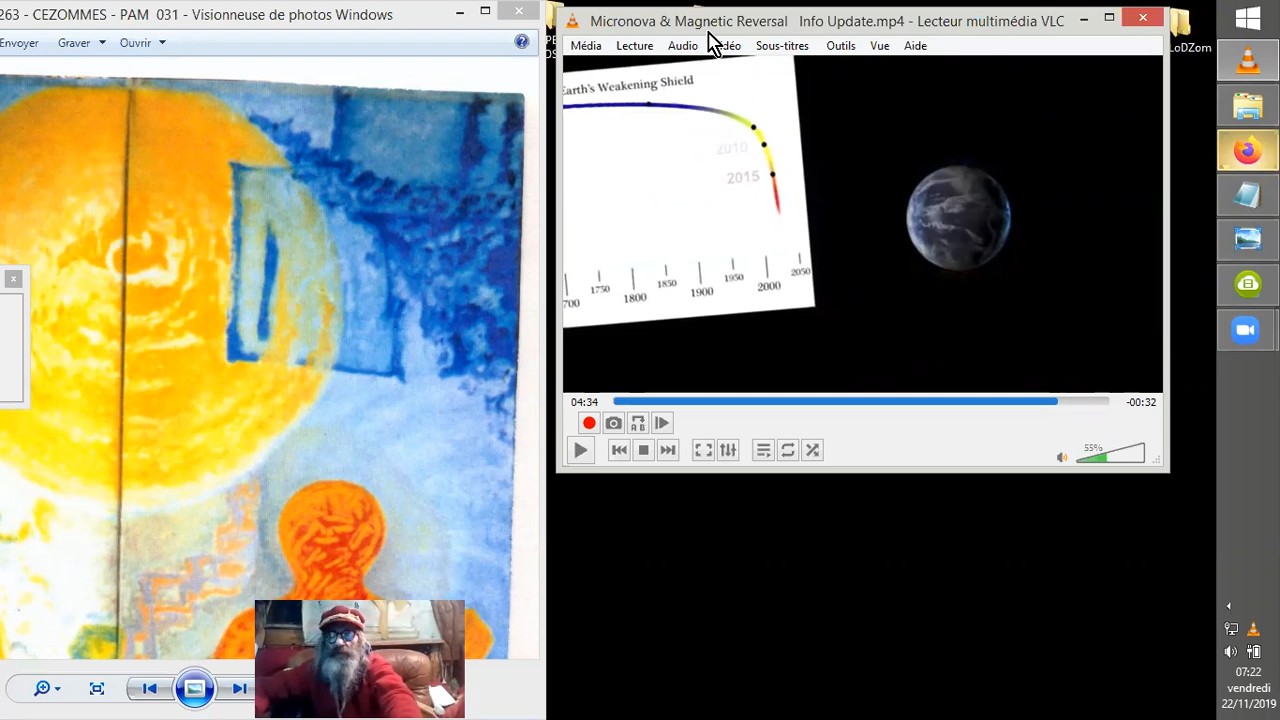 263 - CEZOMMES - PAM 031 - Visionneuse de photos Windows
Envoyer Graver Ouvrir
Micronova & Magnetic Reversal Info Update.mp4 - Lecteur multimédia VLC
Média Lecture Audio Vidéo Sous-titres Outils Vue Aide
LoDZom
Earth's Weakening Shield
2010
2015
700 1750 1800 1850 1900 1950 2000 2050
04:34 -00:32
A B
55%
07:22
vendredi
22/11/2019